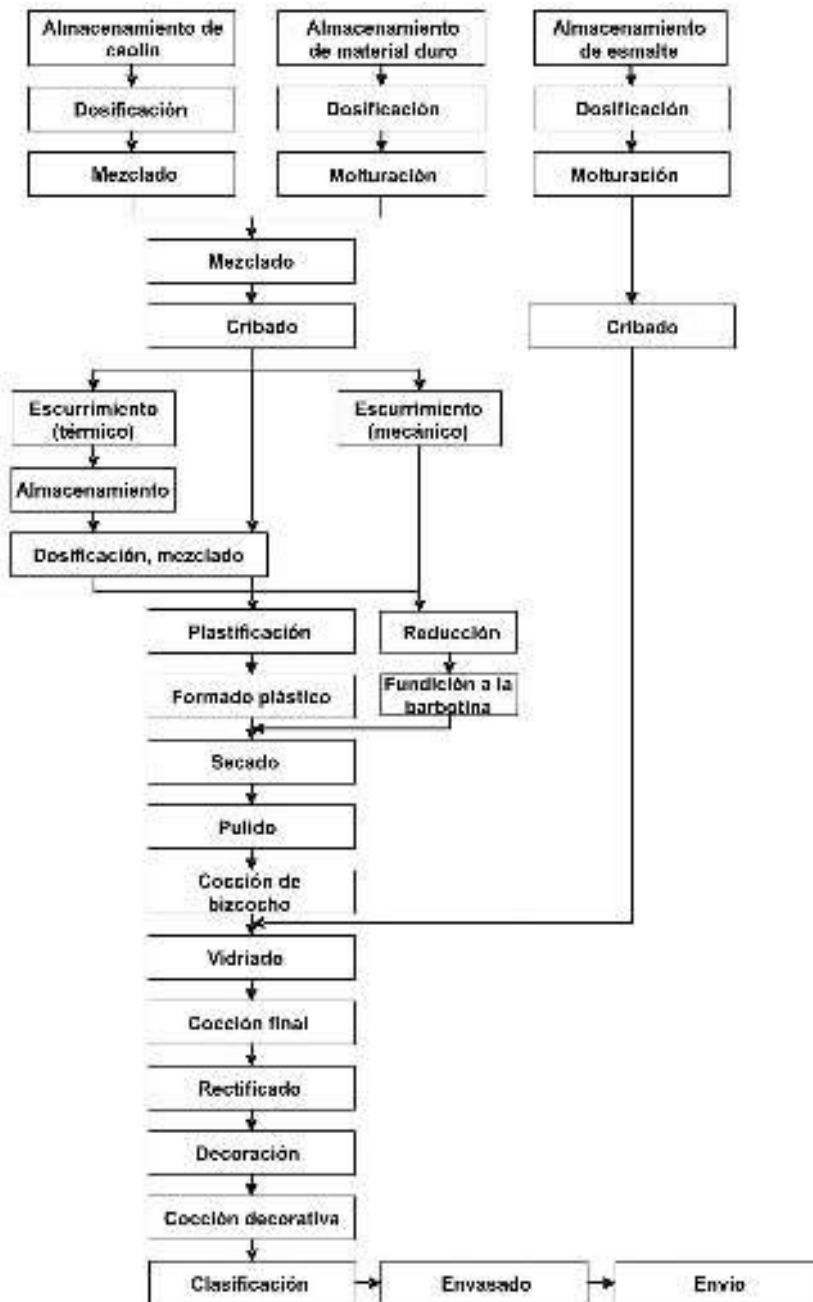 Almacenamiento de
caolín
Almacenamiento
de material duro
Almacenamiento
de esmalte
Dosificación
Dosificación
Dosificación
Mezclado
Molturación
Molturación
Mezclado
Cribado
Cribado
Escurrimiento
(térmico)
Escurrimiento
(mecánico)
Almacenamiento
Dosificación, mezclado
Plastificación
Reducción
Formado plástico
Fundición a la
barbotina
Secado
Pulido
Cocción de
bizcocho
Vidriado
Cocción final
Rectificado
Decoración
Cocción decorativa
Clasificación
Envasado
Envío